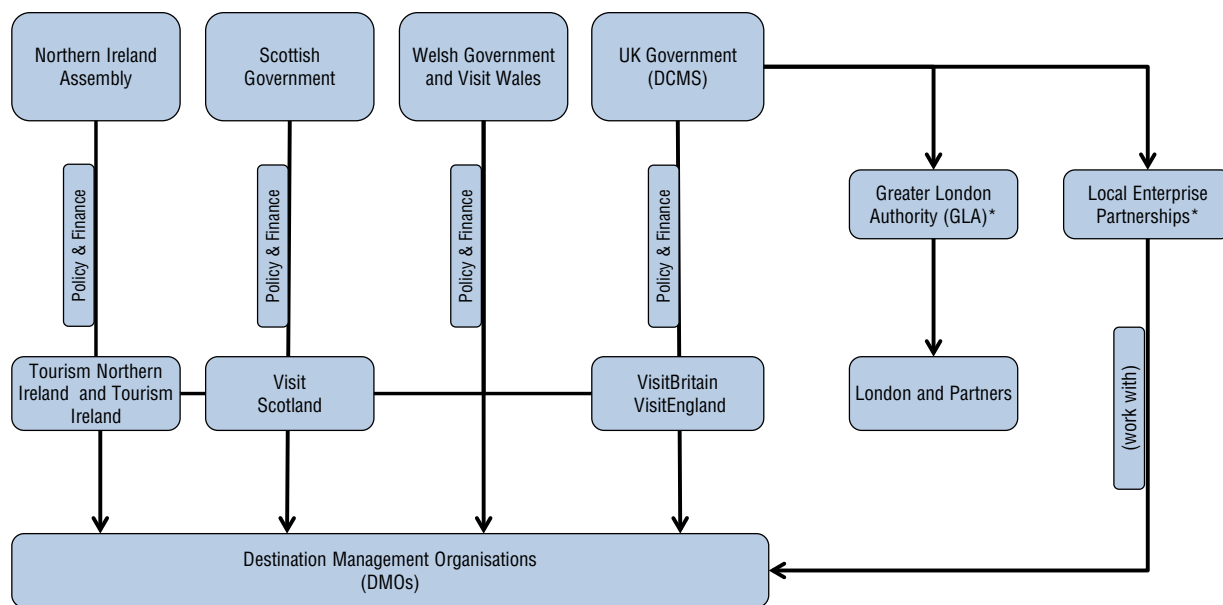 Northern Ireland
Assembly
Scottish
Government
Welsh Government
and Visit Wales
UK Government
(DCMS)
Policy & Finance
Policy & Finance
Policy & Finance
Policy & Finance
Greater London
Authority (GLA)*
Local Enterprise
Partnerships*
Tourism Northern
Ireland and Tourism
Ireland
Visit
Scotland
VisitBritain
VisitEngland
London and Partners
(work with)
Destination Management Organisations
(DMOs)